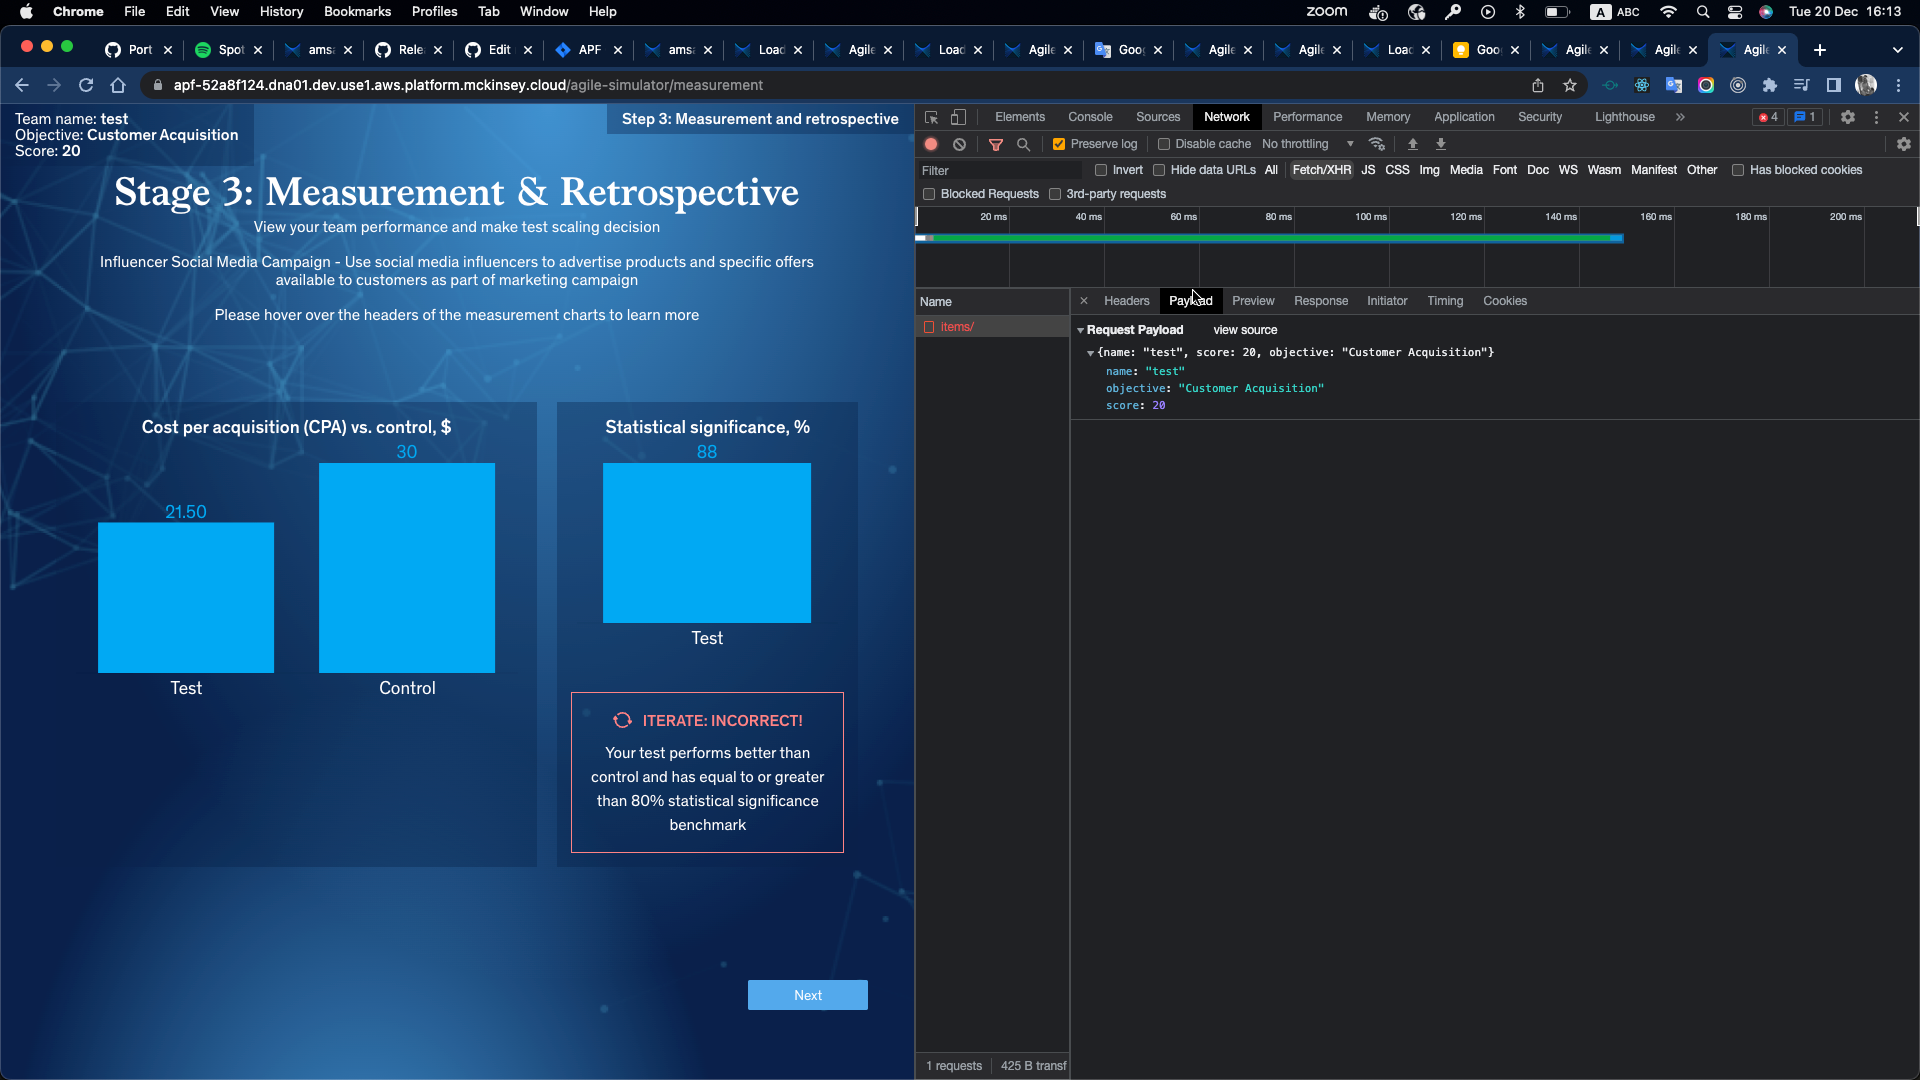 Chrome File Edit View History Bookmarks Profiles Tab Window Help
zoom A ABC Tue 20 Dec 16:13
Port Spot amsa Rele Edit APF amsa Load Agile Load Agile Goog Agile Agile Load Goog Agile Agile Agile
apf-52a8f124.dna01.dev.use1.aws.platform.mckinsey.cloud/agile-simulator/measurement
Team name: test
Objective: Customer Acquisition
Score: 20
Step 3: Measurement and retrospective
Stage 3: Measurement & Retrospective
View your team performance and make test scaling decision
Influencer Social Media Campaign - Use social media influencers to advertise products and specific offers
available to customers as part of marketing campaign
Please hover over the headers of the measurement charts to learn more
Cost per acquisition (CPA) vs. control, $
30
21.50
Test
Control
Statistical significance, %
88
Test
ITERATE: INCORRECT!
Your test performs better than
control and has equal to or greater
than 80% statistical significance
benchmark
Next
Elements Console Sources Network Performance Memory Application Security Lighthouse » 4 1
Preserve log Disable cache No throttling
Filter Invert Hide data URLs All Fetch/XHR JS CSS Img Media Font Doc WS Wasm Manifest Other Has blocked cookies
Blocked Requests 3rd-party requests
20 ms 40 ms 60 ms 80 ms 100 ms 120 ms 140 ms 160 ms 180 ms 200 ms
Name
items/
Headers Payload Preview Response Initiator Timing Cookies
Request Payload view source
{name: "test", score: 20, objective: "Customer Acquisition"}
name: "test"
objective: "Customer Acquisition"
score: 20
1 requests 425 B transf